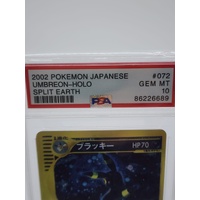 2002 POKEMON JAPANESE #072
UMBREON-HOLO GEM MT
SPLIT EARTH 10
PSA 86226689
ブラッキー HP70